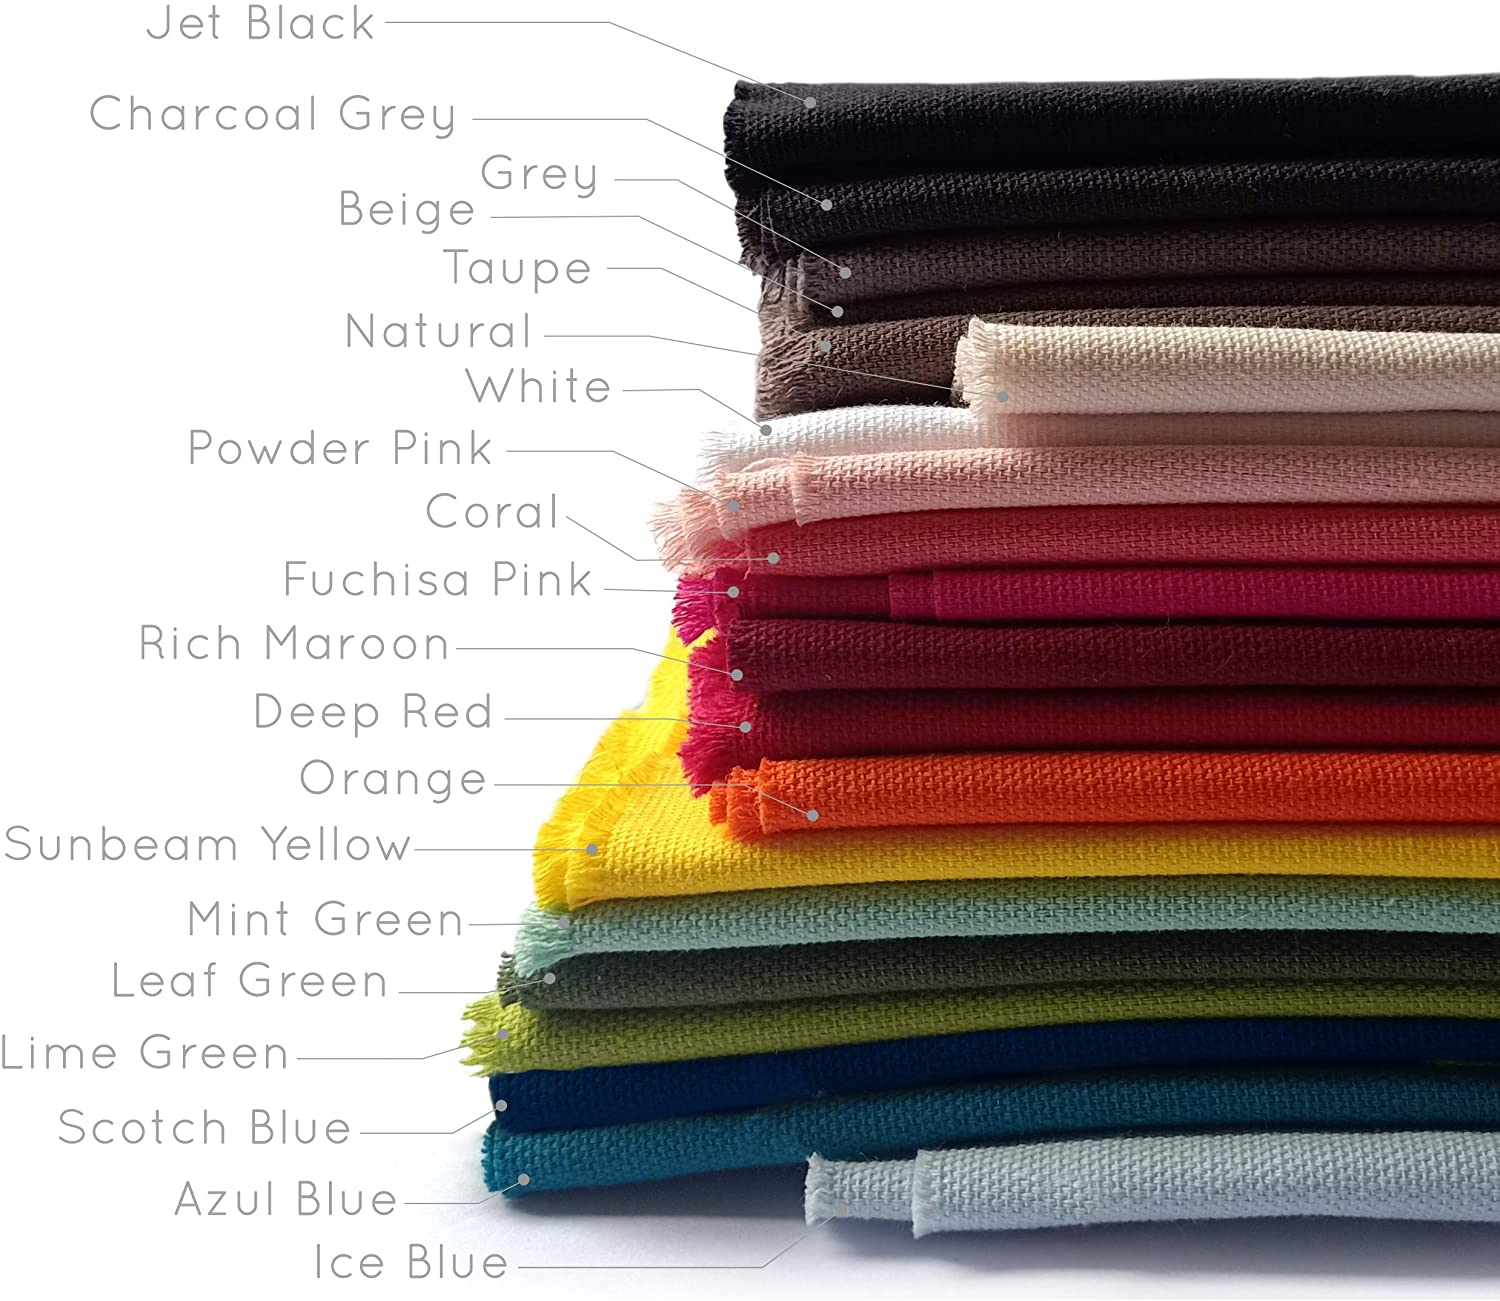 Jet Black
Charcoal Grey
Grey
Beige
Taupe
Natural
White
Powder Pink
Coral
Fuchisa Pink
Rich Maroon
Deep Red
Orange
Sunbeam Yellow
Mint Green
Leaf Green
Lime Green
Scotch Blue
Azul Blue
Ice Blue